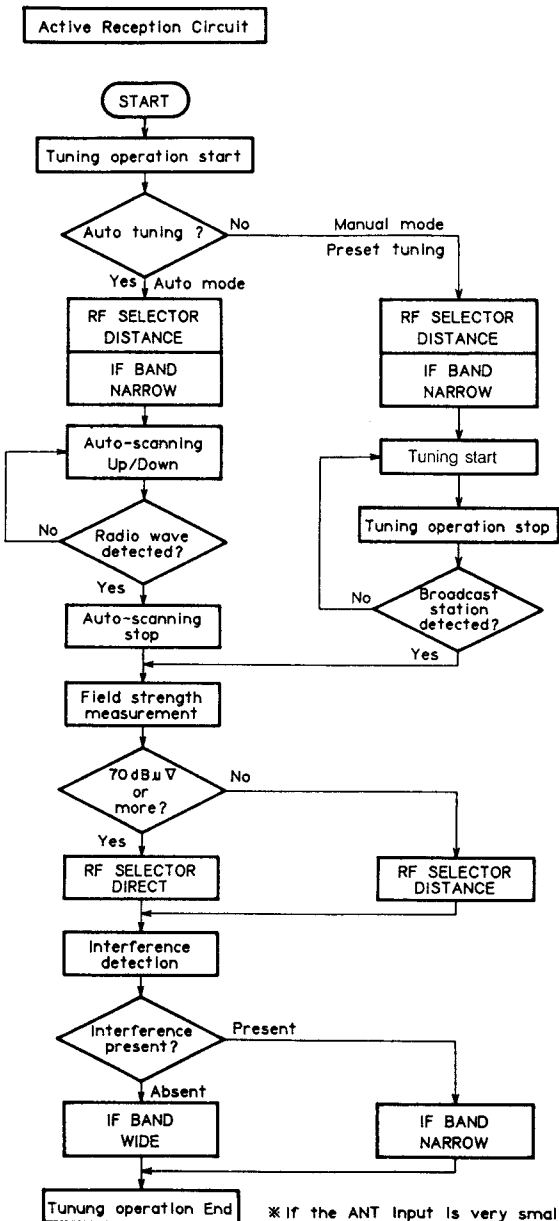 Active Reception Circuit
START
Tuning operation start
Auto tuning ?
No
Manual mode
Preset tuning
Yes
Auto mode
RF SELECTOR
DISTANCE
IF BAND
NARROW
RF SELECTOR
DISTANCE
IF BAND
NARROW
Auto-scanning
Up/Down
Tuning start
Tuning operation stop
No
Radio wave
detected?
Yes
No
Broadcast
station
detected?
Yes
Auto-scanning
stop
Field strength
measurement
70dBμV
or
more?
No
Yes
RF SELECTOR
DIRECT
RF SELECTOR
DISTANCE
Interference
detection
Interference
present?
Present
Absent
IF BAND
WIDE
IF BAND
NARROW
Tunung operation End
※ If the ANT Input is very smal